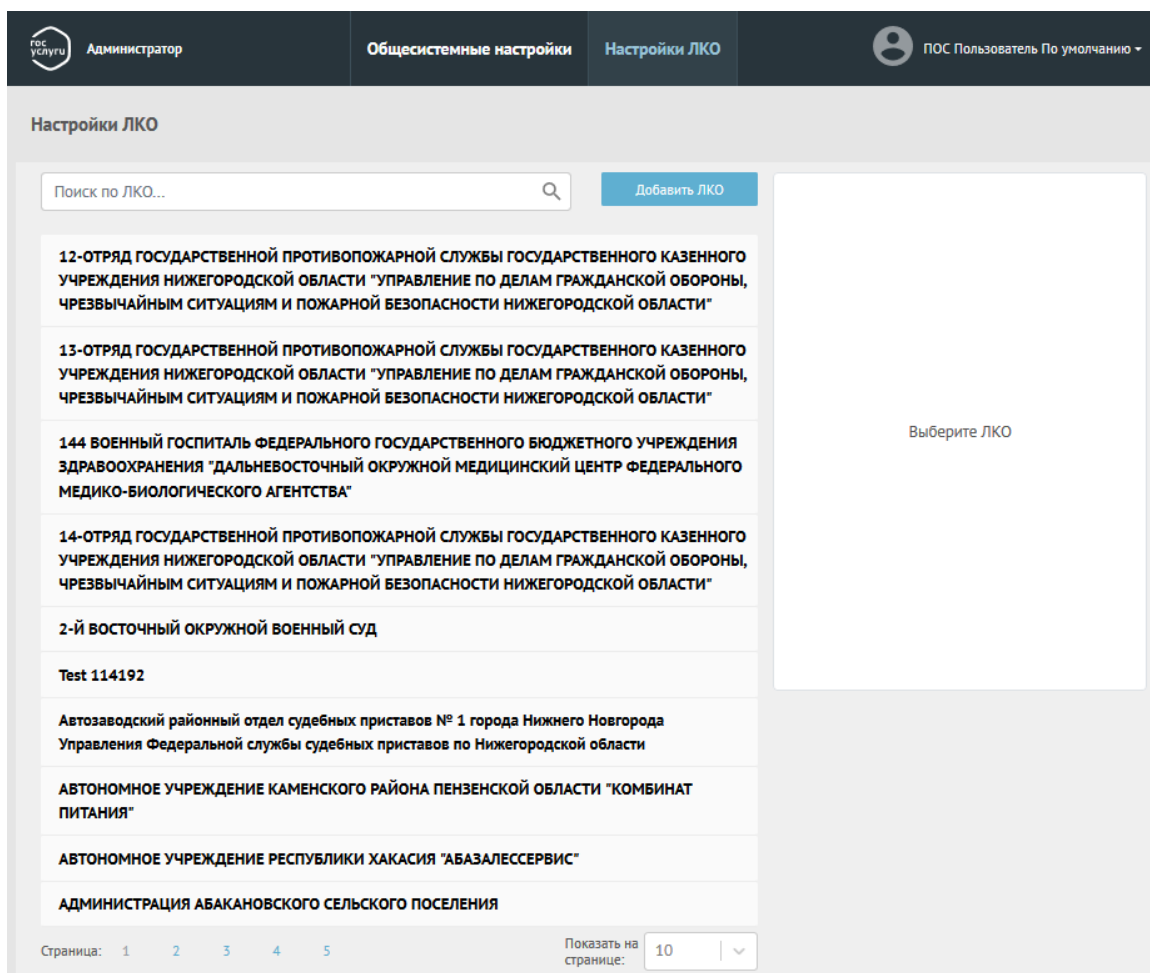 гос
услуги
Администратор
Общесистемные настройки
Настройки ЛКО
ПОС Пользователь По умолчанию
Настройки ЛКО
Поиск по ЛКО...
Добавить ЛКО
12-ОТРЯД ГОСУДАРСТВЕННОЙ ПРОТИВОПОЖАРНОЙ СЛУЖБЫ ГОСУДАРСТВЕННОГО КАЗЕННОГО
УЧРЕЖДЕНИЯ НИЖЕГОРОДСКОЙ ОБЛАСТИ "УПРАВЛЕНИЕ ПО ДЕЛАМ ГРАЖДАНСКОЙ ОБОРОНЫ,
ЧРЕЗВЫЧАЙНЫМ СИТУАЦИЯМ И ПОЖАРНОЙ БЕЗОПАСНОСТИ НИЖЕГОРОДСКОЙ ОБЛАСТИ"
13-ОТРЯД ГОСУДАРСТВЕННОЙ ПРОТИВОПОЖАРНОЙ СЛУЖБЫ ГОСУДАРСТВЕННОГО КАЗЕННОГО
УЧРЕЖДЕНИЯ НИЖЕГОРОДСКОЙ ОБЛАСТИ "УПРАВЛЕНИЕ ПО ДЕЛАМ ГРАЖДАНСКОЙ ОБОРОНЫ,
ЧРЕЗВЫЧАЙНЫМ СИТУАЦИЯМ И ПОЖАРНОЙ БЕЗОПАСНОСТИ НИЖЕГОРОДСКОЙ ОБЛАСТИ"
144 ВОЕННЫЙ ГОСПИТАЛЬ ФЕДЕРАЛЬНОГО ГОСУДАРСТВЕННОГО БЮДЖЕТНОГО УЧРЕЖДЕНИЯ
ЗДРАВООХРАНЕНИЯ "ДАЛЬНЕВОСТОЧНЫЙ ОКРУЖНОЙ МЕДИЦИНСКИЙ ЦЕНТР ФЕДЕРАЛЬНОГО
МЕДИКО-БИОЛОГИЧЕСКОГО АГЕНТСТВА"
14-ОТРЯД ГОСУДАРСТВЕННОЙ ПРОТИВОПОЖАРНОЙ СЛУЖБЫ ГОСУДАРСТВЕННОГО КАЗЕННОГО
УЧРЕЖДЕНИЯ НИЖЕГОРОДСКОЙ ОБЛАСТИ "УПРАВЛЕНИЕ ПО ДЕЛАМ ГРАЖДАНСКОЙ ОБОРОНЫ,
ЧРЕЗВЫЧАЙНЫМ СИТУАЦИЯМ И ПОЖАРНОЙ БЕЗОПАСНОСТИ НИЖЕГОРОДСКОЙ ОБЛАСТИ"
2-Й ВОСТОЧНЫЙ ОКРУЖНОЙ ВОЕННЫЙ СУД
Test 114192
Автозаводский районный отдел судебных приставов № 1 города Нижнего Новгорода
Управления Федеральной службы судебных приставов по Нижегородской области
АВТОНОМНОЕ УЧРЕЖДЕНИЕ КАМЕНСКОГО РАЙОНА ПЕНЗЕНСКОЙ ОБЛАСТИ "КОМБИНАТ
ПИТАНИЯ"
АВТОНОМНОЕ УЧРЕЖДЕНИЕ РЕСПУБЛИКИ ХАКАСИЯ "АБАЗАЛЕССЕРВИС"
АДМИНИСТРАЦИЯ АБАКАНОВСКОГО СЕЛЬСКОГО ПОСЕЛЕНИЯ
Страница: 1 2 3 4 5
Показать на
странице:
10
Выберите ЛКО